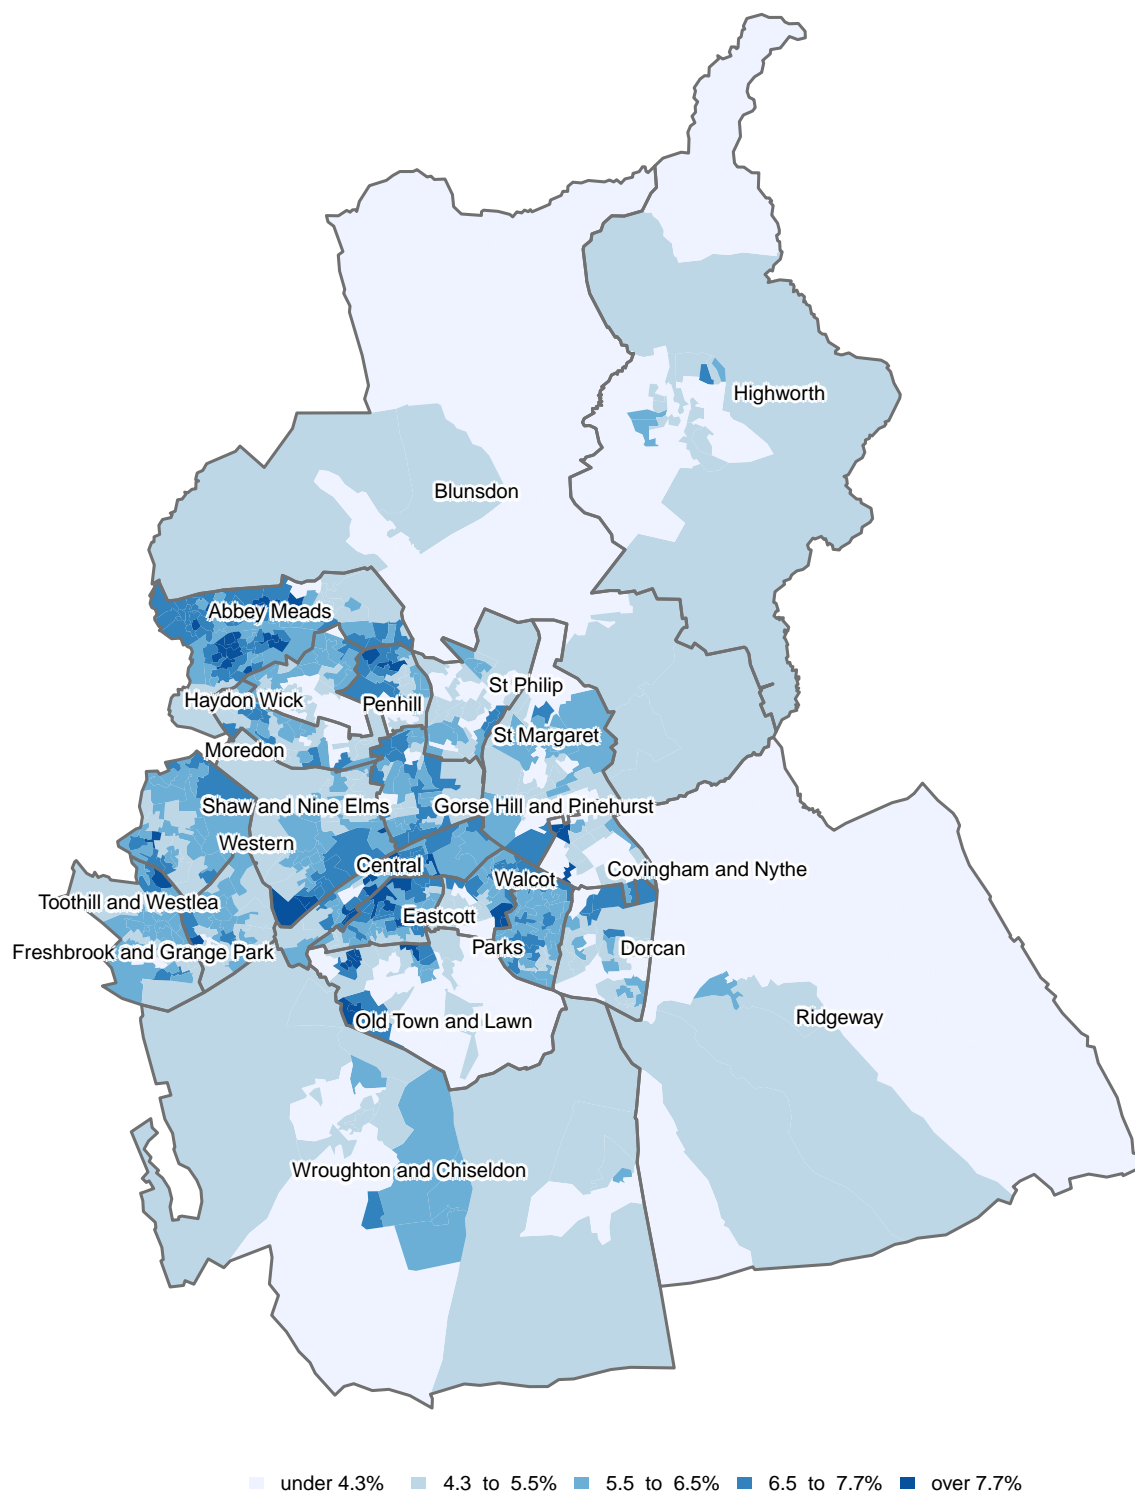 Highworth
Blunsdon
Abbey Meads
St Philip
Haydon Wick
Penhill
St Margaret
Moredon
Shaw and Nine Elms
Gorse Hill and Pinehurst
Western
Central
Covingham and Nythe
Walcot
Toothill and Westlea
Eastcott
Parks
Dorcan
Freshbrook and Grange Park
Ridgeway
Old Town and Lawn
Wroughton and Chiseldon
under 4.3% 4.3 to 5.5% 5.5 to 6.5% 6.5 to 7.7% over 7.7%